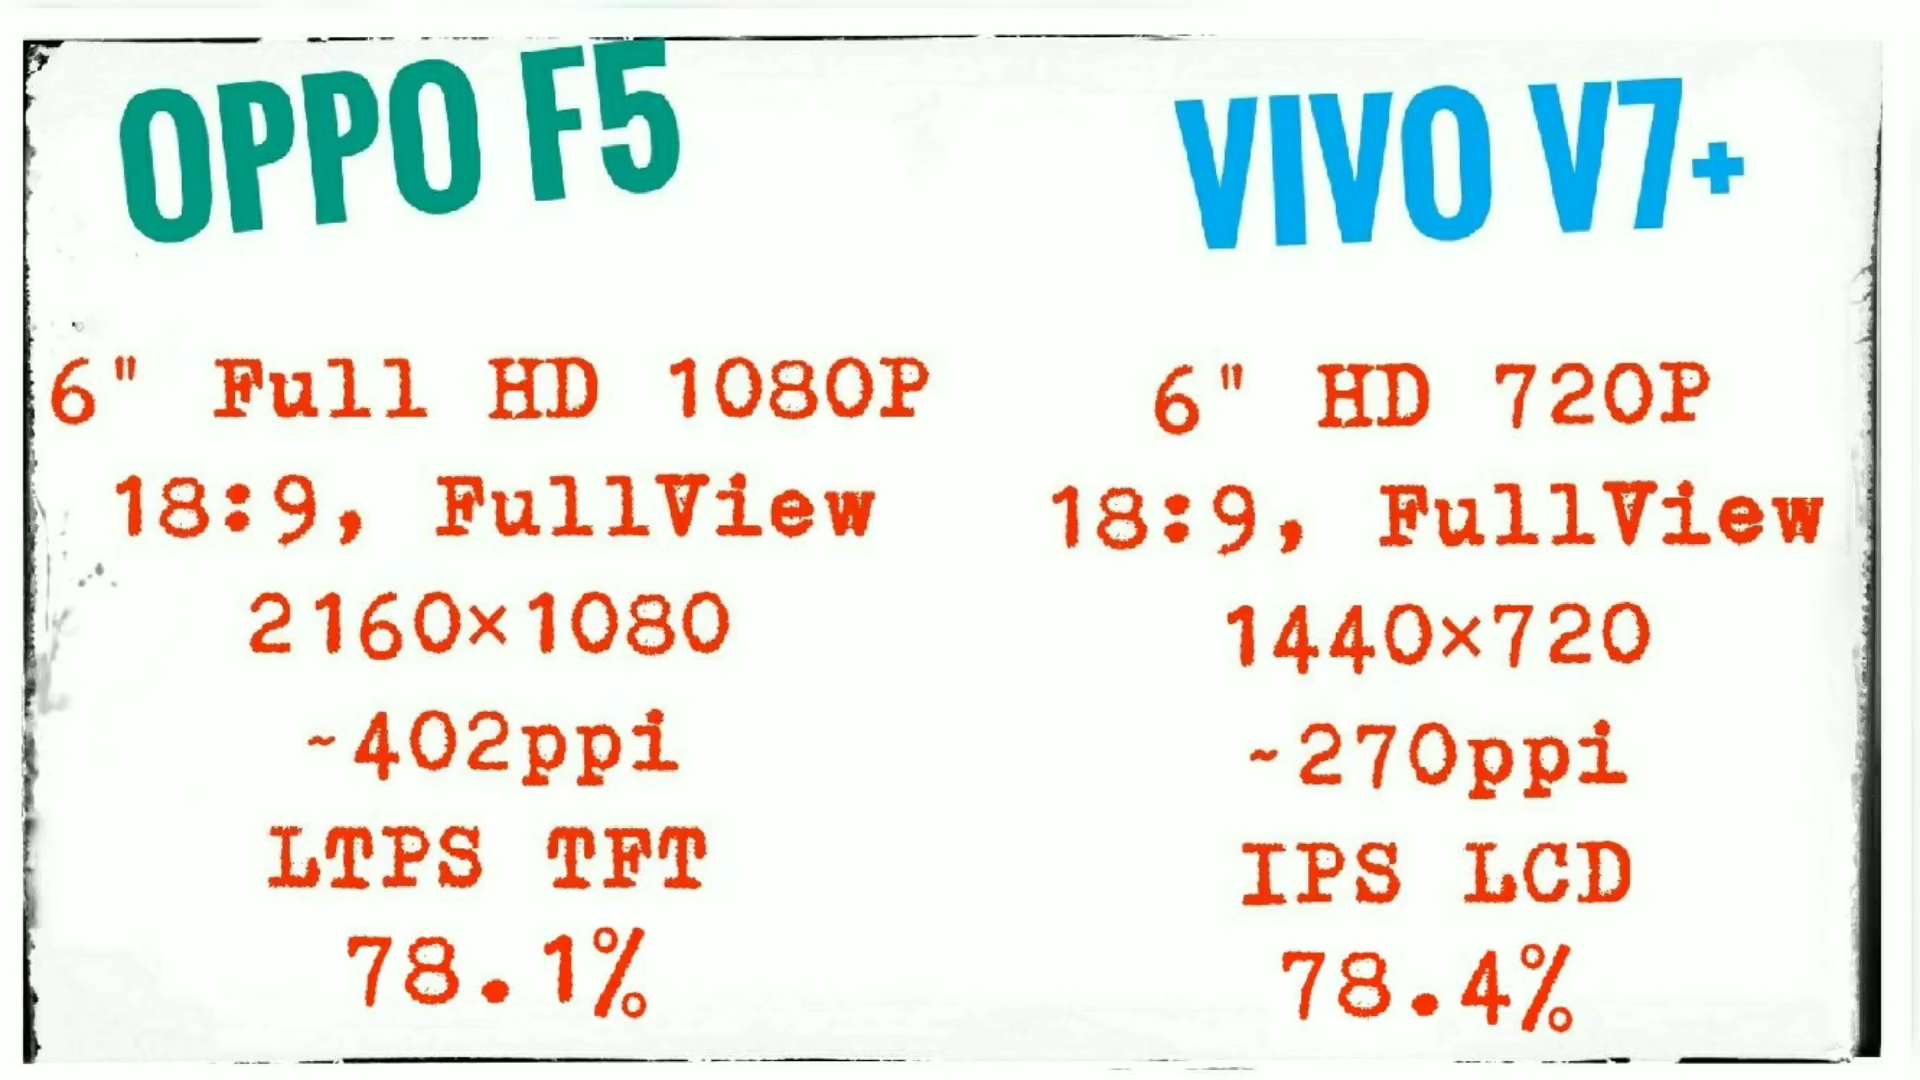 OPPO F5
6" Full HD 1080P
18:9, FullView
2160×1080
~402ppi
LTPS TFT
78.1%
VIVO V7+
6" HD 720P
18:9, FullView
1440×720
~270ppi
IPS LCD
78.4%